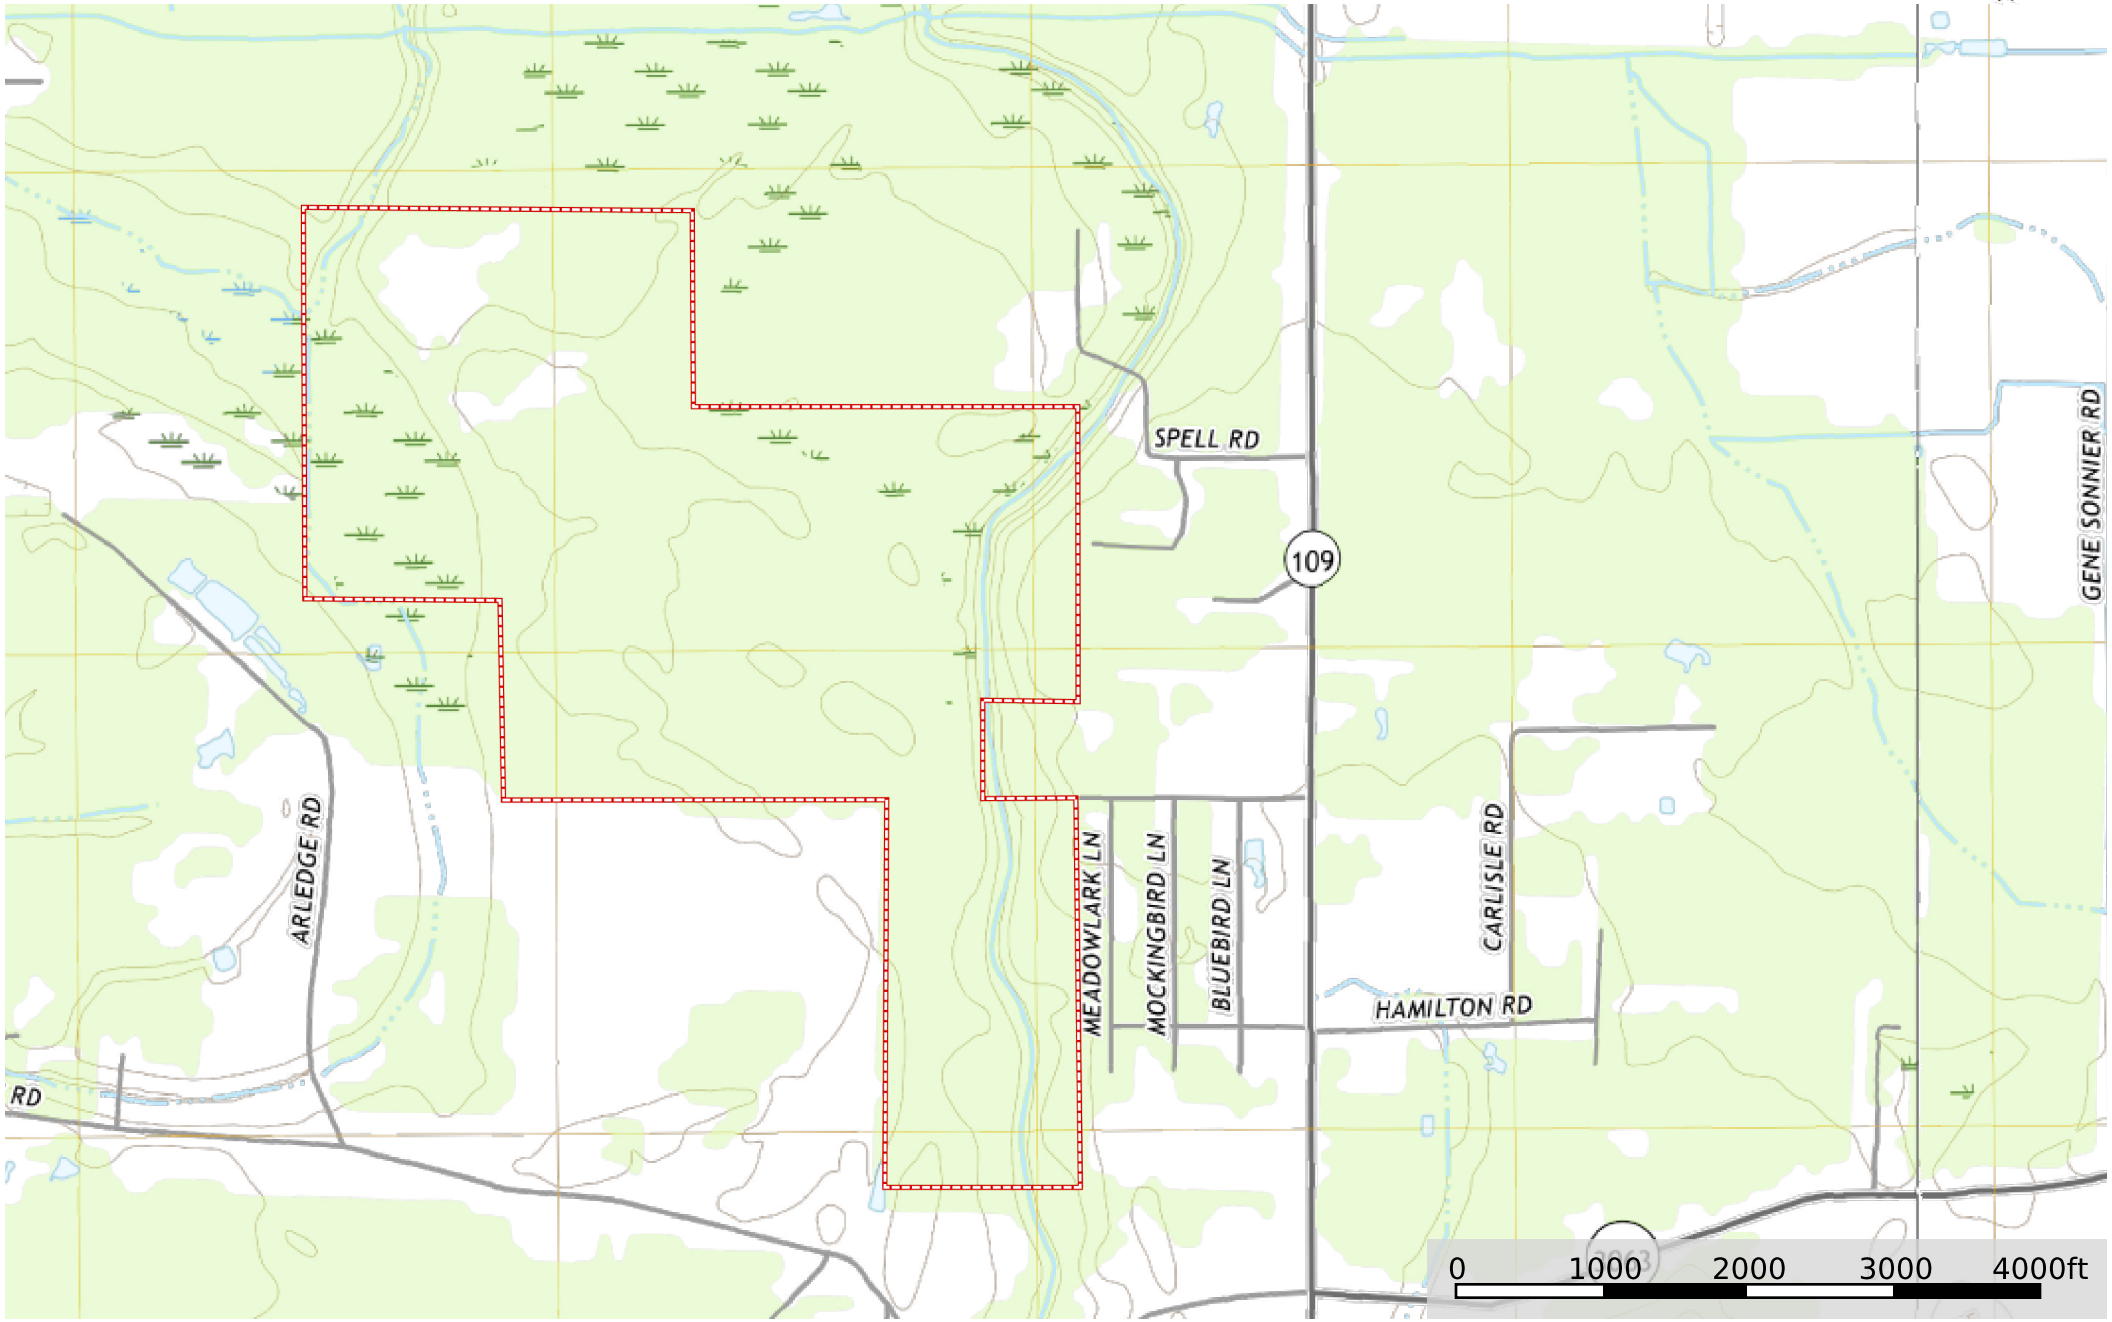 SPELL RD
GENE SONNIER RD
109
ARLEDGE RD
MEADOWLARK LN
MOCKINGBIRD LN
BLUEBIRD LN
CARLISLE RD
HAMILTON RD
RD
3063
0 1000 2000 3000 4000ft